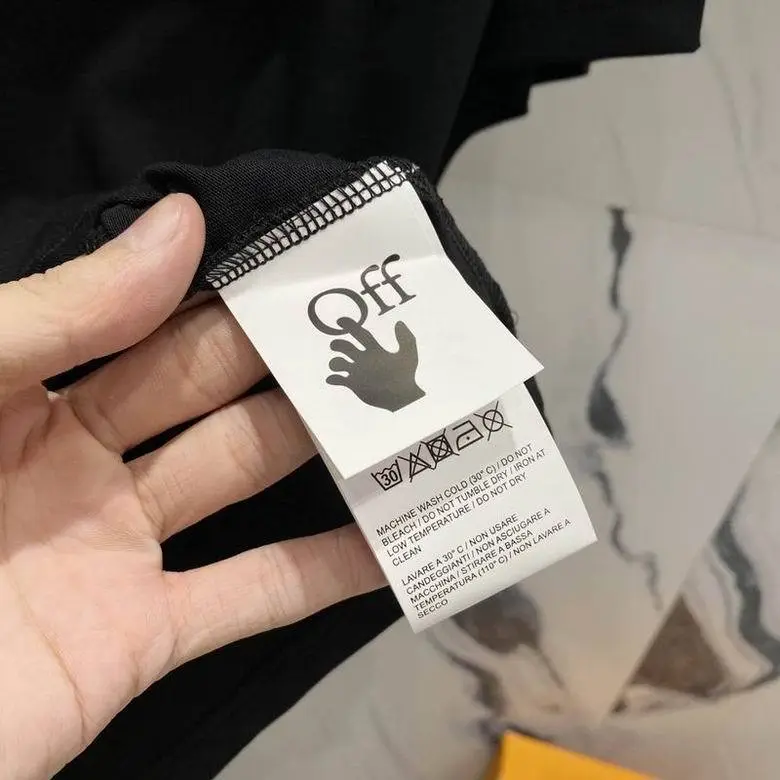 Off
30
MACHINE WASH COLD (30° C) / DO NOT
BLEACH / DO NOT TUMBLE DRY / IRON AT
LOW TEMPERATURE / DO NOT DRY
CLEAN
LAVARE A 30° C / NON USARE
CANDEGGIANTI / NON ASCIUGARE A
MACCHINA / STIRARE A BASSA
TEMPERATURA (110° C) / NON LAVARE A
SECCO